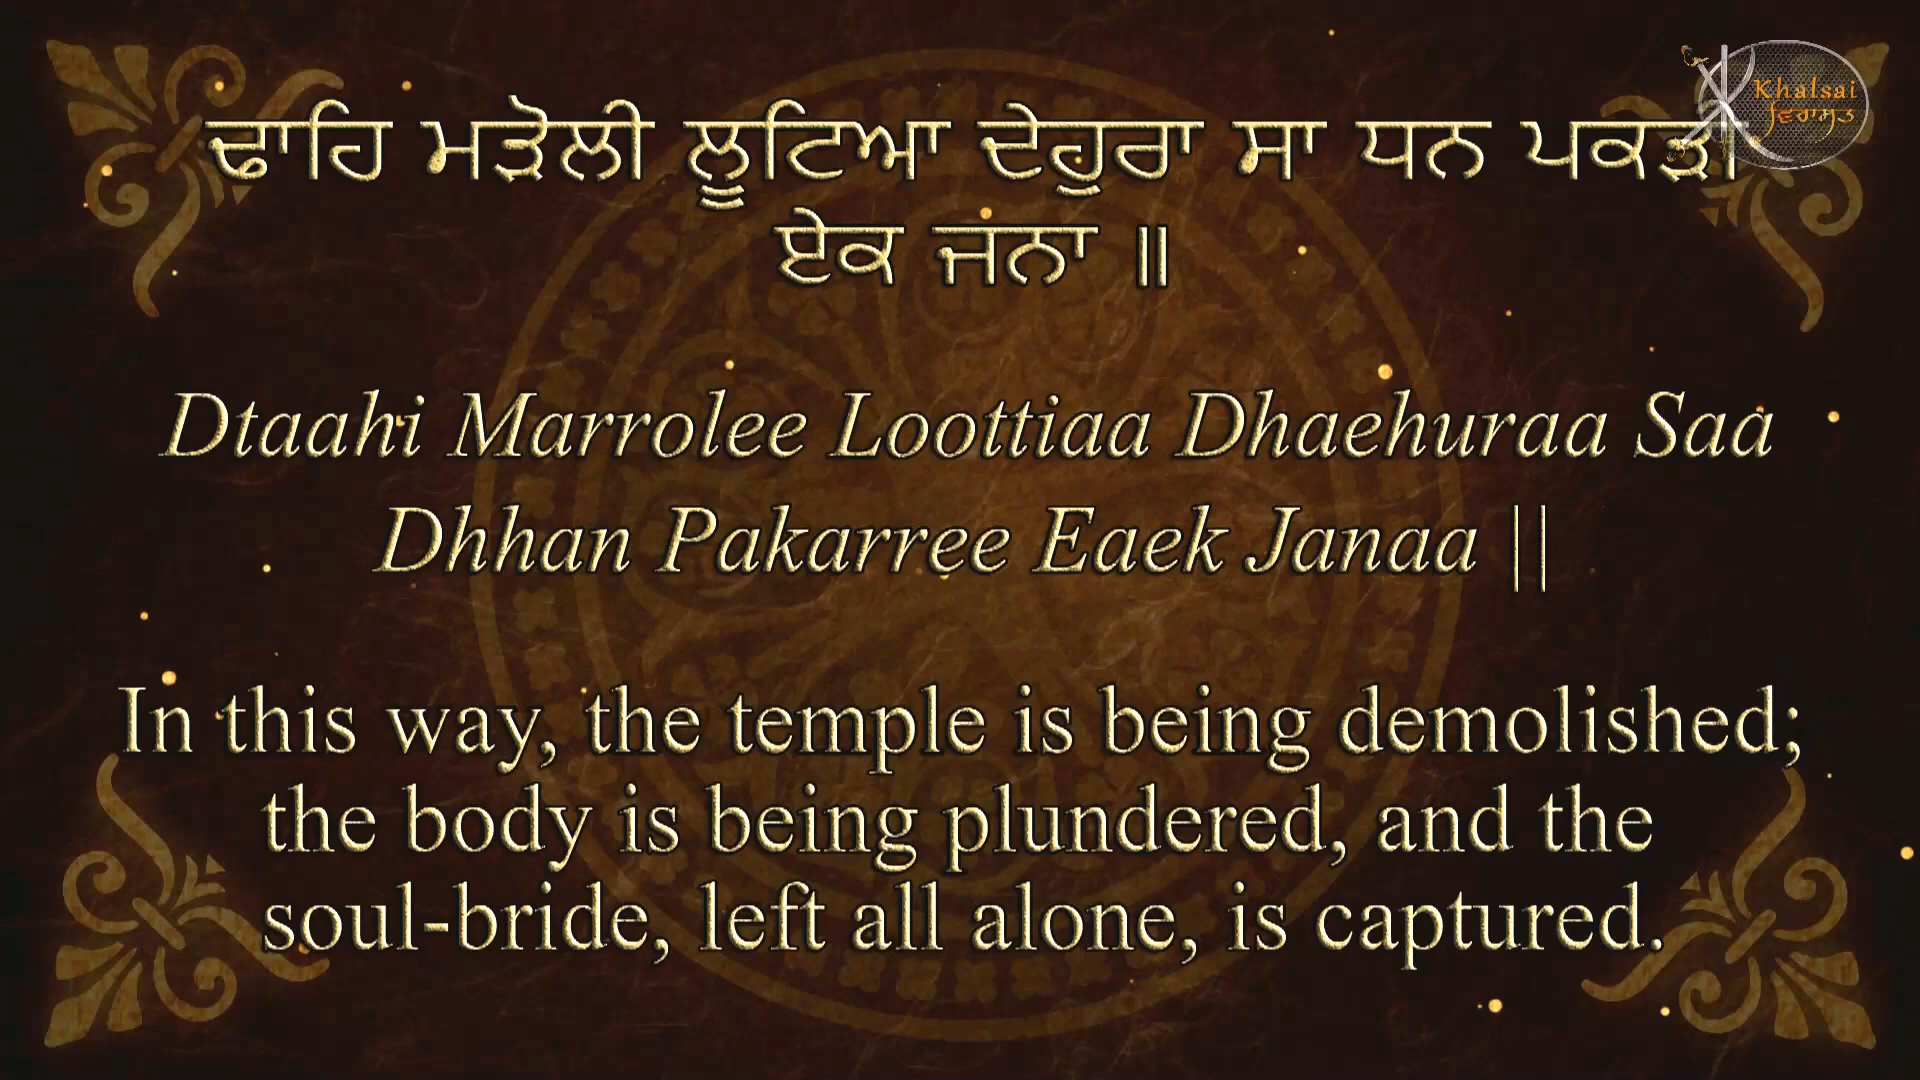 Khalsai
ਵਿਰਾਸਤ
ਢਾਹਿ ਮੜੋਲੀ ਲੂਟਿਆ ਦੇਹੁਰਾ ਸਾ ਧਨ ਪਕੜੀ
ਏਕ ਜਨਾ ॥
Dtaahi Marrolee Loottiaa Dhaehuraa Saa
Dhhan Pakarree Eaek Janaa ||
In this way, the temple is being demolished;
the body is being plundered, and the
soul-bride, left all alone, is captured.